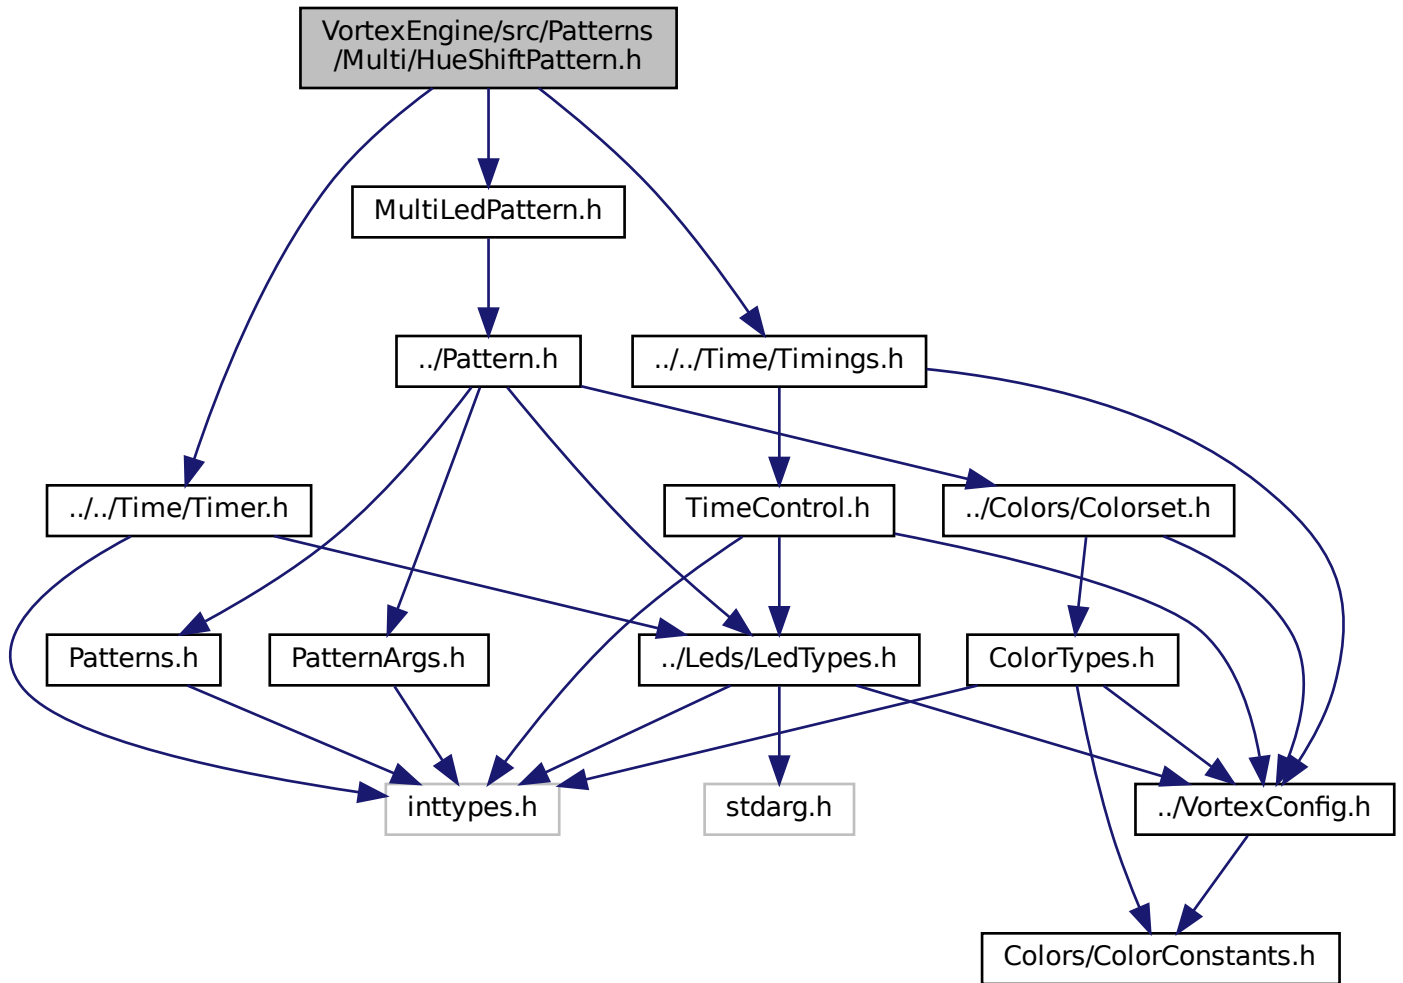 VortexEngine/src/Patterns
/Multi/HueShiftPattern.h
MultiLedPattern.h
../Pattern.h
../../Time/Timings.h
../../Time/Timer.h
TimeControl.h
../Colors/Colorset.h
Patterns.h
PatternArgs.h
../Leds/LedTypes.h
ColorTypes.h
inttypes.h
stdarg.h
../VortexConfig.h
Colors/ColorConstants.h